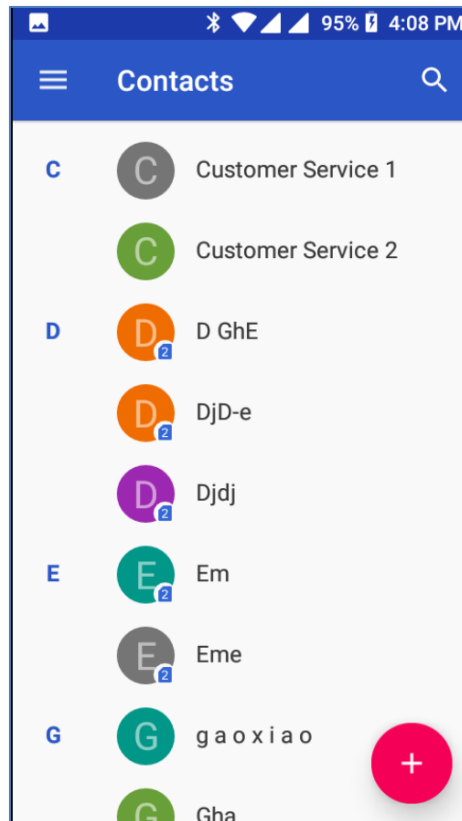 95% 4:08 PM
Contacts
C C Customer Service 1
C Customer Service 2
D D 2 D GhE
D 2 DjD-e
D 2 Djdj
E E 2 Em
E 2 Eme
G G g a o x i a o
G Gha